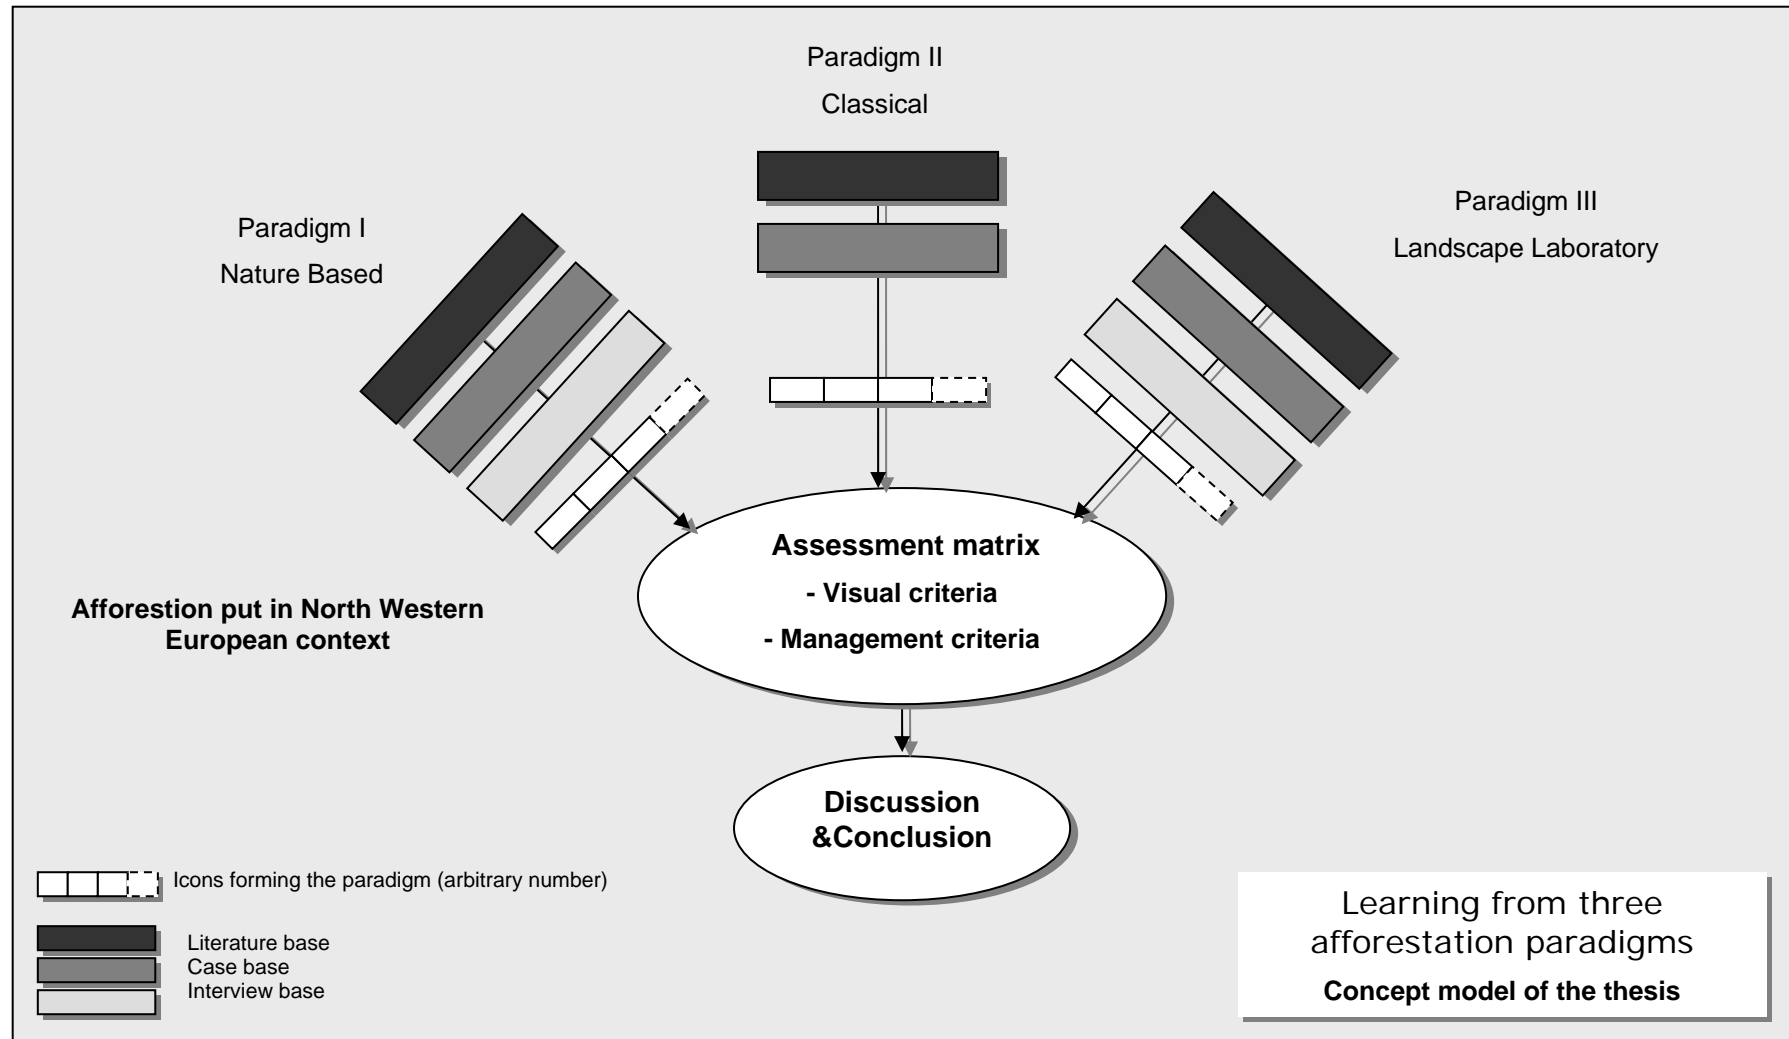 Paradigm II
Classical
Paradigm I
Nature Based
Paradigm III
Landscape Laboratory
Assessment matrix
- Visual criteria
- Management criteria
Afforestion put in North Western
European context
Discussion
&Conclusion
Icons forming the paradigm (arbitrary number)
Literature base
Case base
Interview base
Learning from three
afforestation paradigms
Concept model of the thesis